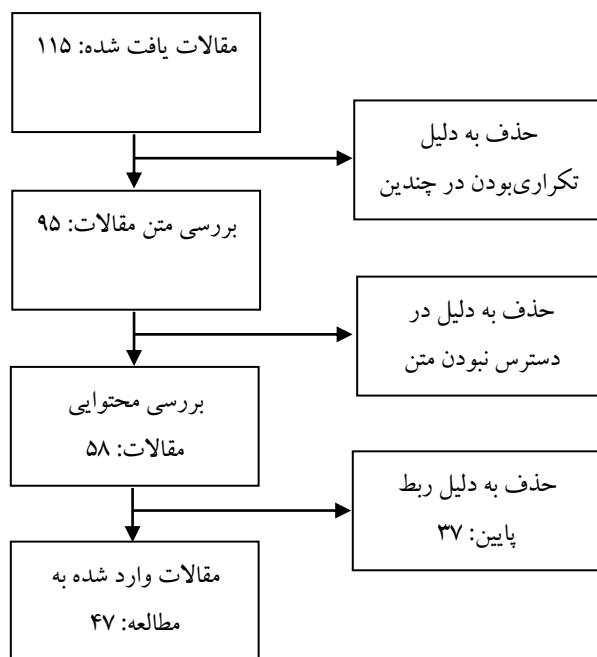 مقالات یافت شده: ۱۱۵
حذف به دلیل
تکراری‌بودن در چندین
بررسی متن مقالات: ۹۵
حذف به دلیل در
دسترس نبودن متن
بررسی محتوایی
مقالات: ۵۸
حذف به دلیل ربط
پایین: ۳۷
مقالات وارد شده به
مطالعه: ۴۷